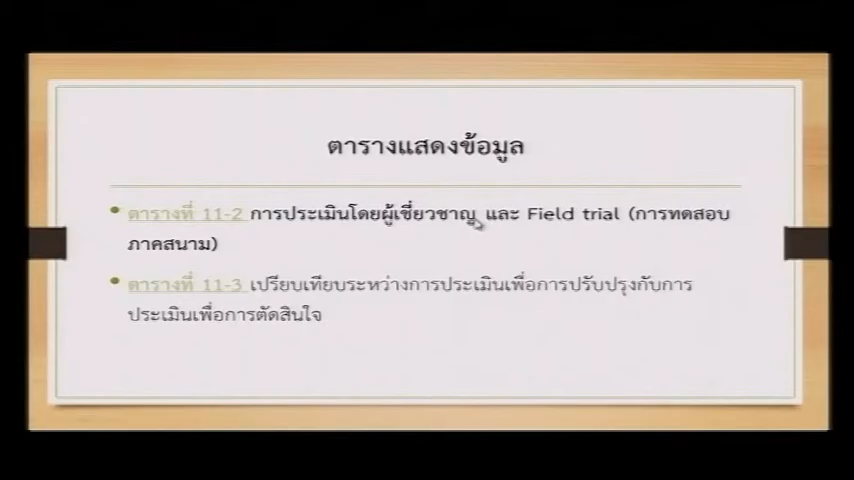 ตารางแสดงข้อมูล
• ตารางที่ 11-2 การประเมินโดยผู้เชี่ยวชาญ และ Field trial (การทดสอบ
ภาคสนาม)
• ตารางที่ 11-3 เปรียบเทียบระหว่างการประเมินเพื่อการปรับปรุงกับการ
ประเมินเพื่อการตัดสินใจ